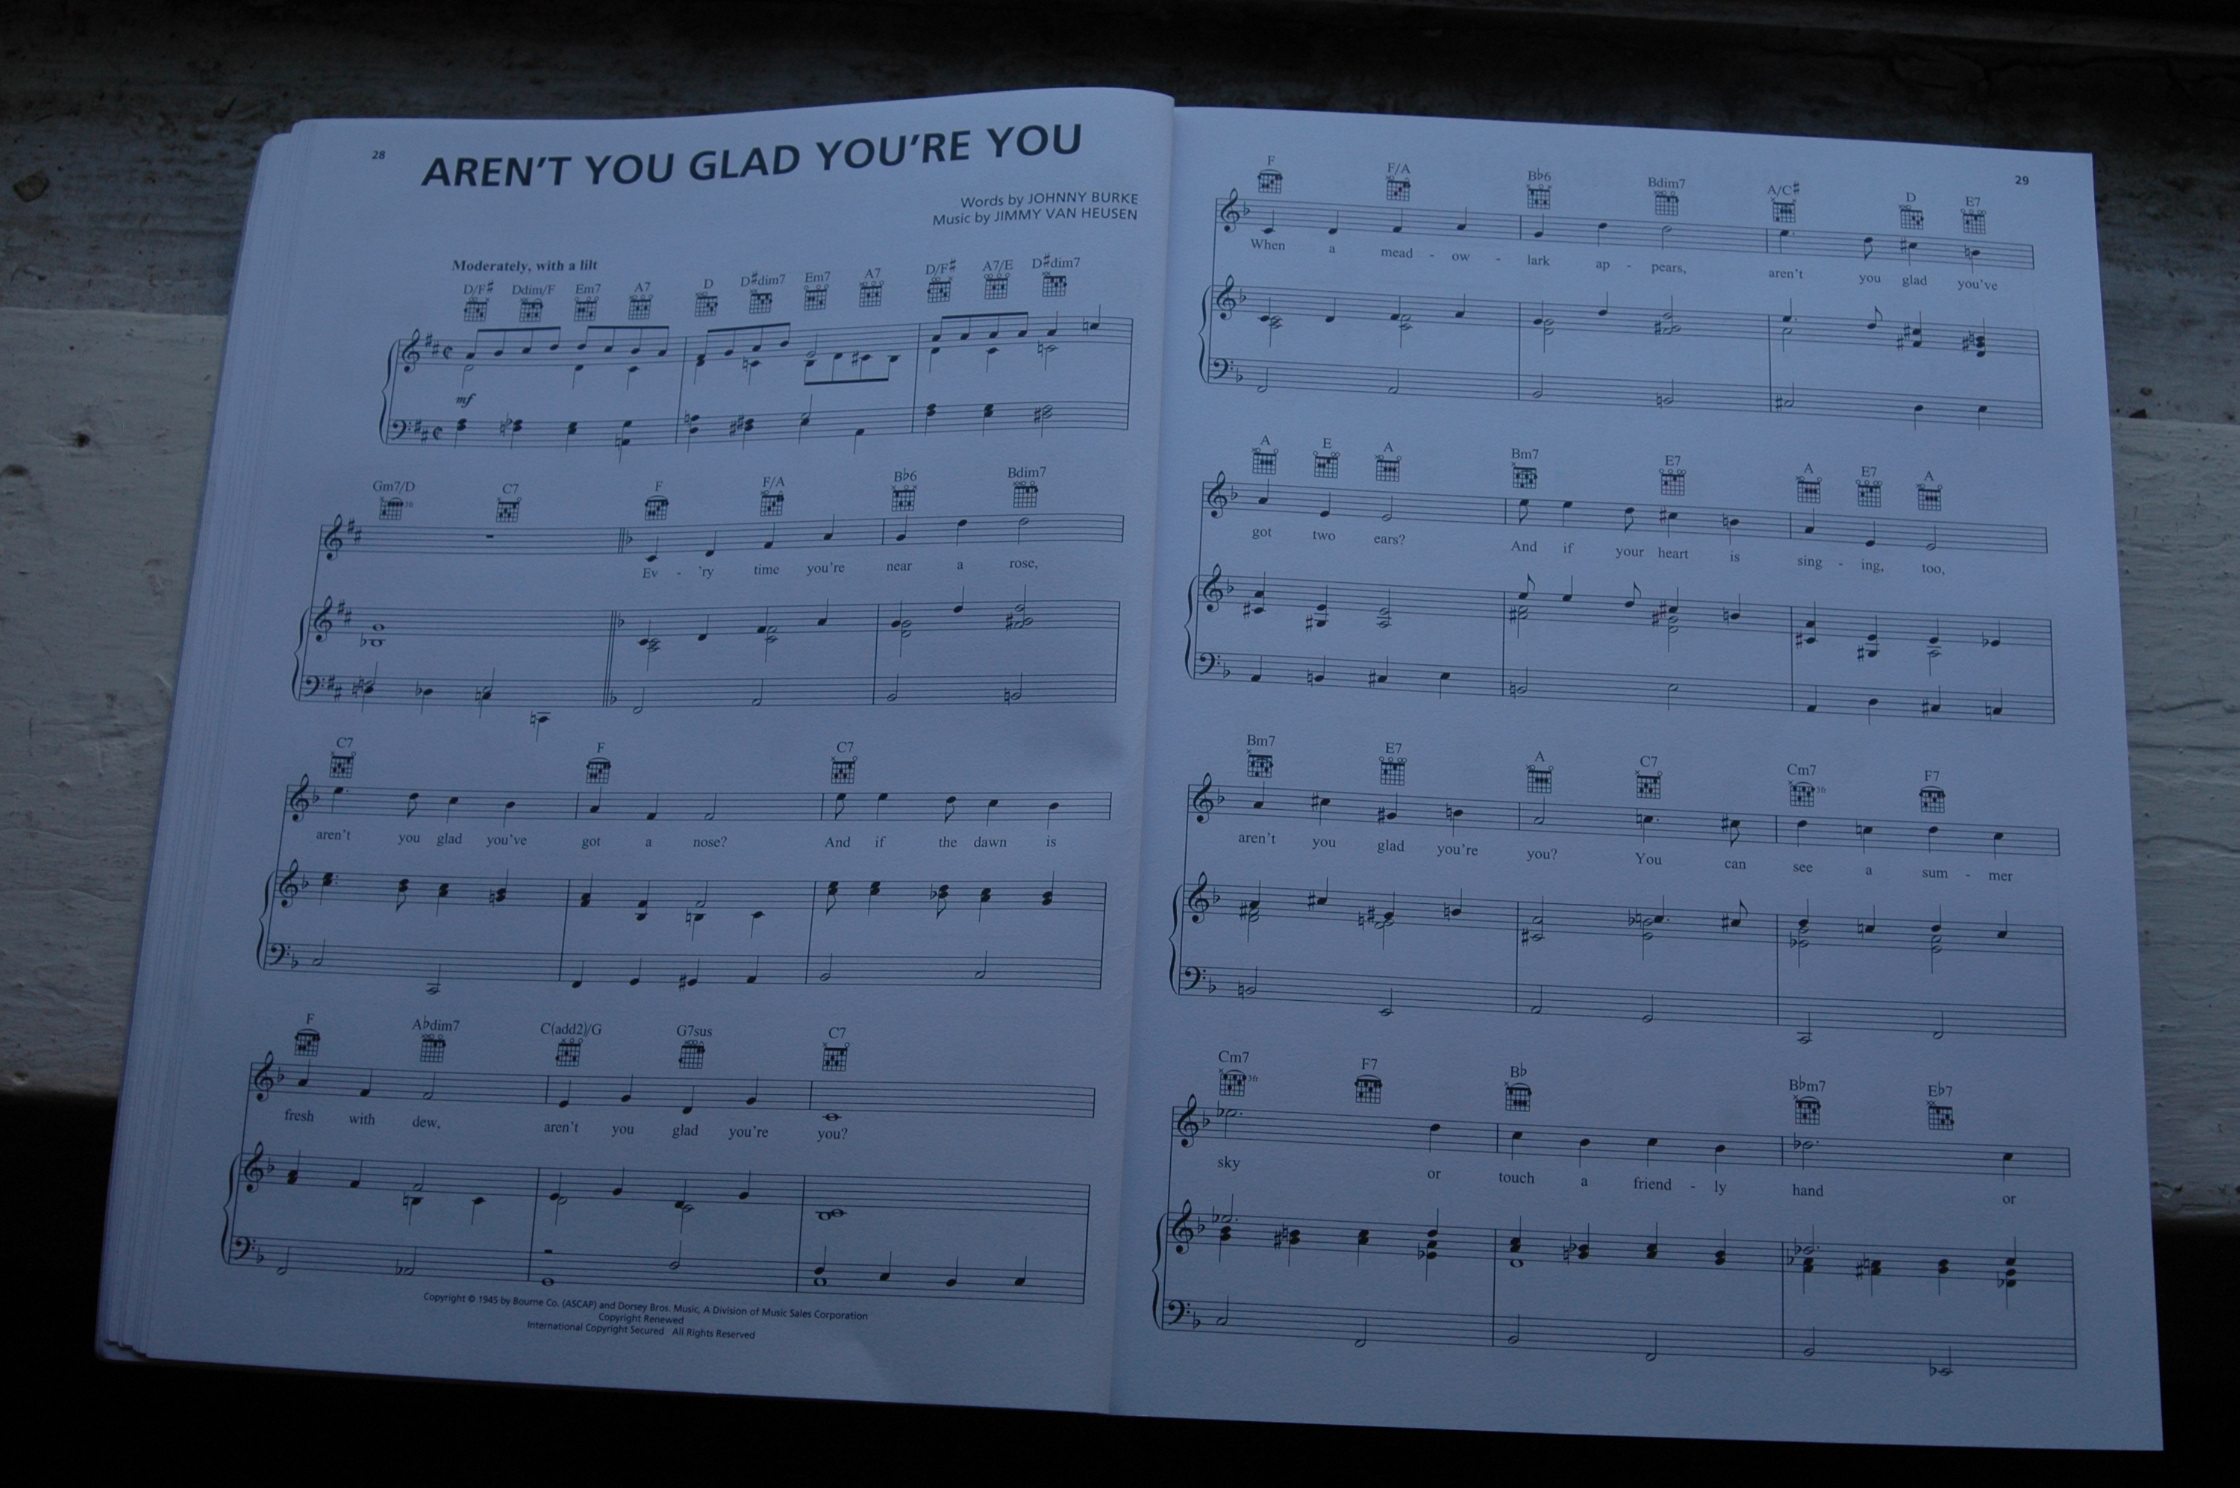 28
AREN'T YOU GLAD YOU'RE YOU
Words by JOHNNY BURKE
Music by JIMMY VAN HEUSEN
Moderately, with a lilt
D/F♯ Ddim/F Em7 A7 D D♯dim7 Em7 A7 D/F♯ A7/E D♯dim7
mf
Gm7/D C7 F F/A B♭6 Bdim7
Ev - 'ry time you're near a rose,
C7 F C7
aren't you glad you've got a nose? And if the dawn is
F A♭dim7 C(add2)/G G7sus C7
fresh with dew, aren't you glad you're you?
Copyright © 1945 by Bourne Co. (ASCAP) and Dorsey Bros. Music, A Division of Music Sales Corporation
Copyright Renewed
International Copyright Secured All Rights Reserved
29
F F/A B♭6 Bdim7 A/C♯ D E7
When a mead - ow - lark ap - pears, aren't you glad you've
A E A Bm7 E7 A E7 A
got two ears? And if your heart is sing - ing, too,
Bm7 E7 A C7 Cm7 F7
aren't you glad you're you? You can see a sum - mer
Cm7 F7 B♭ B♭m7 E♭7
sky or touch a friend - ly hand or